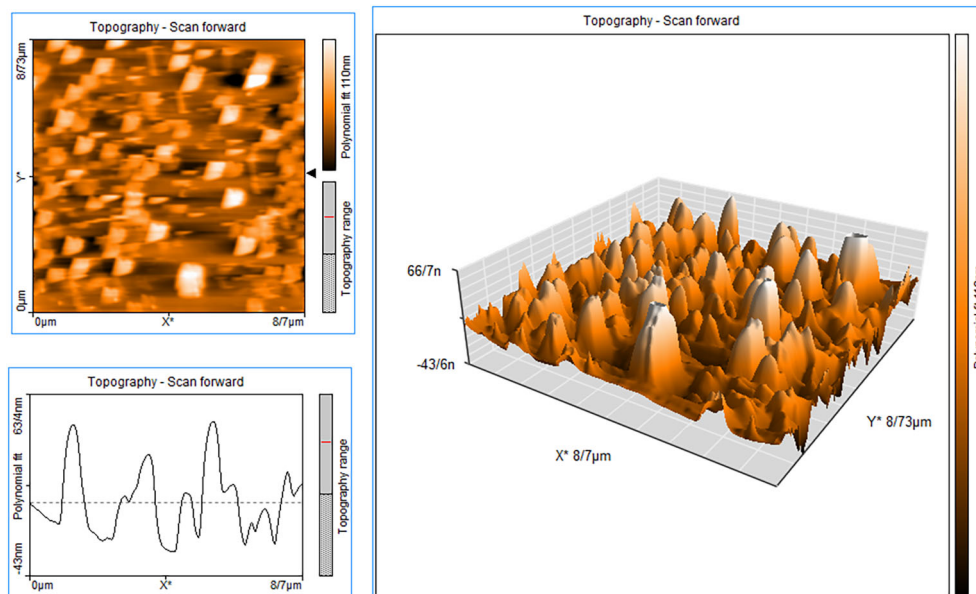 Topography - Scan forward
8/73µm
Y*
0µm
0µm
X*
8/7µm
Polynomial fit 110nm
Topography range
Topography - Scan forward
63/4nm
Polynomial fit
-43nm
0µm
X*
8/7µm
Topography range
Topography - Scan forward
66/7n
-43/6n
X* 8/7µm
Y* 8/73µm